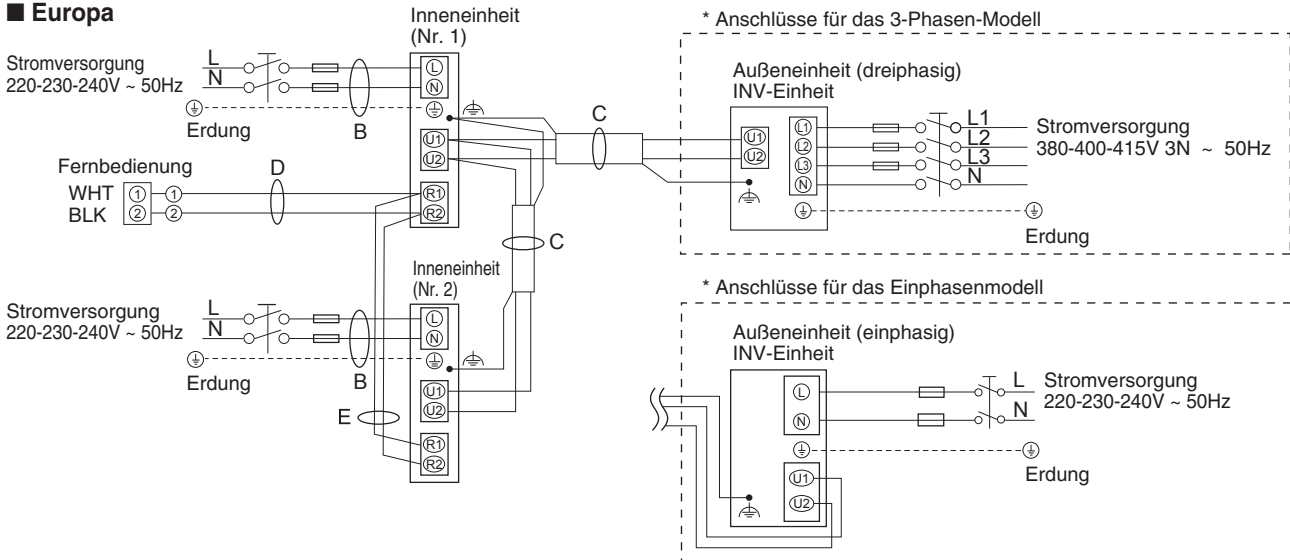 ■ Europa
Inneneinheit
(Nr. 1)
Stromversorgung
220-230-240V ~ 50Hz
L
N
Erdung
B
L
N
U1
U2
R1
R2
Fernbedienung
WHT
BLK
1
2
1
2
D
C
C
Inneneinheit
(Nr. 2)
Stromversorgung
220-230-240V ~ 50Hz
L
N
Erdung
B
E
L
N
U1
U2
R1
R2
* Anschlüsse für das 3-Phasen-Modell
Außeneinheit (dreiphasig)
INV-Einheit
U1
U2
L1
L2
L3
N
L1
L2
L3
N
Stromversorgung
380-400-415V 3N ~ 50Hz
Erdung
* Anschlüsse für das Einphasenmodell
Außeneinheit (einphasig)
INV-Einheit
L
N
U1
U2
L
N
Stromversorgung
220-230-240V ~ 50Hz
Erdung